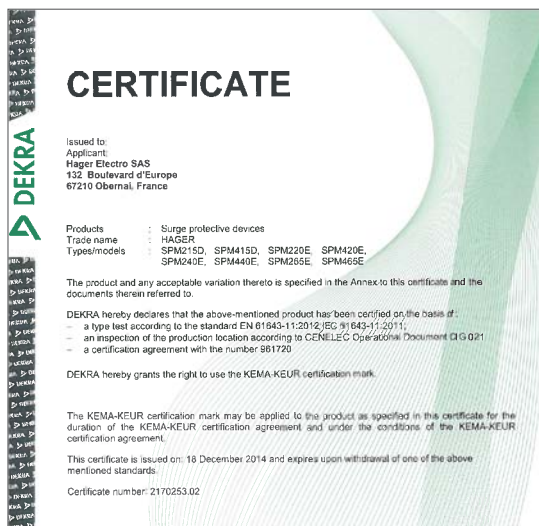 CERTIFICATE
DEKRA
Issued to:
Applicant:
Hager Electro SAS
132 Boulevard d'Europe
67210 Obernai, France
Products : Surge protective devices
Trade name : HAGER
Types/models : SPM215D, SPM415D, SPM220E, SPM420E,
SPM240E, SPM440E, SPM265E, SPM465E
The product and any acceptable variation thereto is specified in the Annex to this certificate and the
documents therein referred to.
DEKRA hereby declares that the above-mentioned product has been certified on the basis of:
– a type test according to the standard EN 61643-11:2012;IEC 61643-11:2011;
– an inspection of the production location according to CENELEC Operational Document CIG 021
– a certification agreement with the number 961720
DEKRA hereby grants the right to use the KEMA-KEUR certification mark.
The KEMA-KEUR certification mark may be applied to the product as specified in this certificate for the
duration of the KEMA-KEUR certification agreement and under the conditions of the KEMA-KEUR
certification agreement.
This certificate is issued on: 18 December 2014 and expires upon withdrawal of one of the above
mentioned standards.
Certificate number: 2170253.02